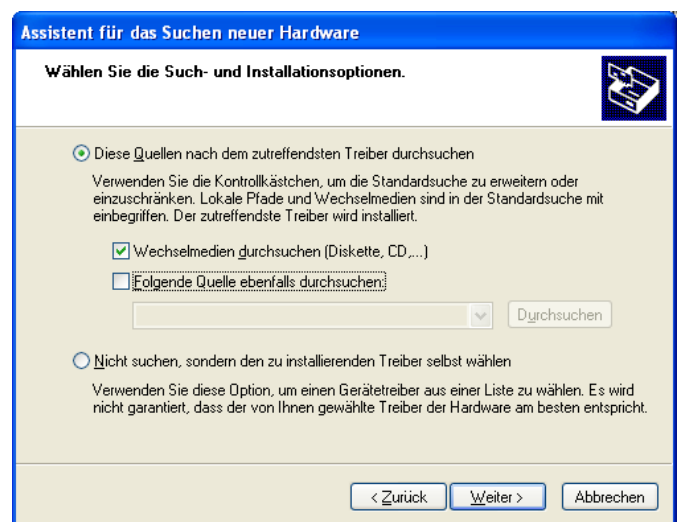 Assistent für das Suchen neuer Hardware
Wählen Sie die Such- und Installationsoptionen.
Diese Quellen nach dem zutreffendsten Treiber durchsuchen
Verwenden Sie die Kontrollkästchen, um die Standardsuche zu erweitern oder
einzuschränken. Lokale Pfade und Wechselmedien sind in der Standardsuche mit
einbegriffen. Der zutreffendste Treiber wird installiert.
Wechselmedien durchsuchen (Diskette, CD,...)
Folgende Quelle ebenfalls durchsuchen:
Durchsuchen
Nicht suchen, sondern den zu installierenden Treiber selbst wählen
Verwenden Sie diese Option, um einen Gerätetreiber aus einer Liste zu wählen. Es wird
nicht garantiert, dass der von Ihnen gewählte Treiber der Hardware am besten entspricht.
< Zurück Weiter > Abbrechen